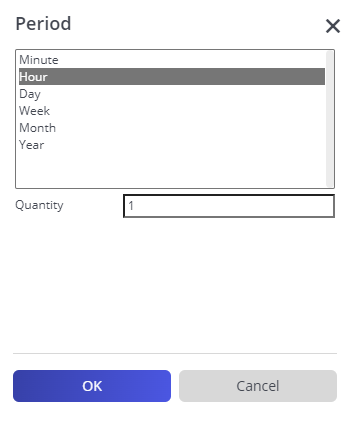 Period
Minute
Hour
Day
Week
Month
Year
Quantity 1
OK Cancel